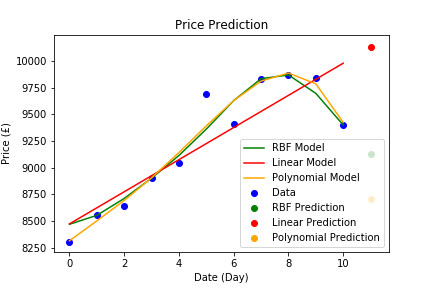 Price Prediction
Price (£)
10000
9750
9500
9250
9000
8750
8500
8250
0
2
4
6
8
10
Date (Day)
RBF Model
Linear Model
Polynomial Model
Data
RBF Prediction
Linear Prediction
Polynomial Prediction